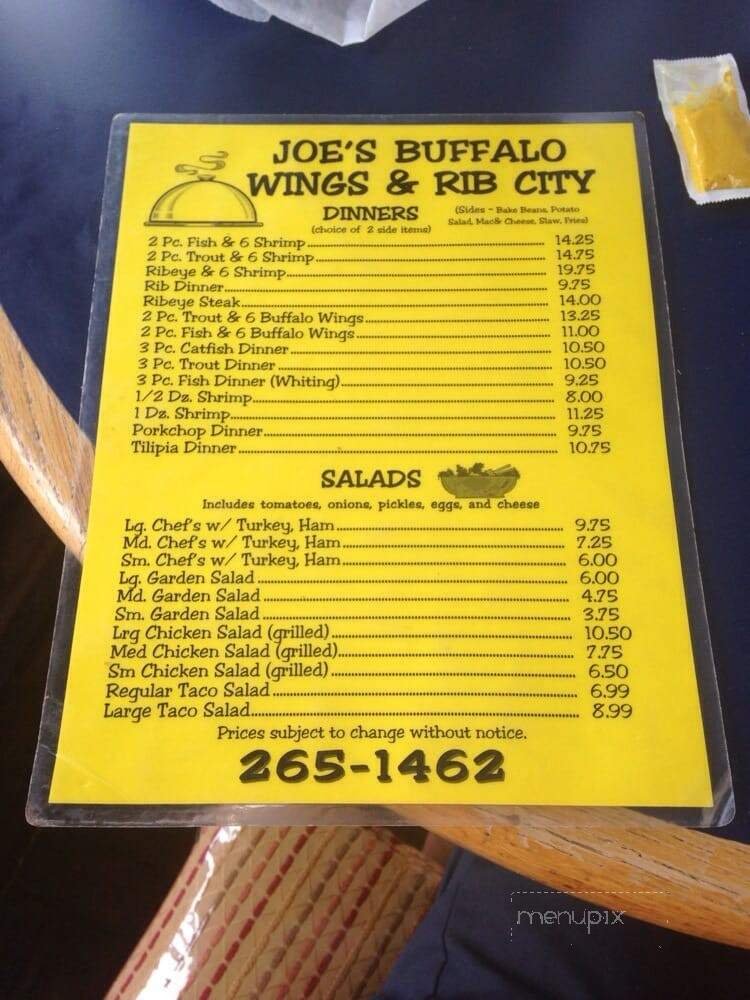 JOE'S BUFFALO
WINGS & RIB CITY
DINNERS
(choice of 2 side items)
(Sides - Bake Beans, Potato
Salad, Mac& Cheese, Slaw, Fries)
2 Pc. Fish & 6 Shrimp 14.25
2 Pc. Trout & 6 Shrimp 14.75
Ribeye & 6 Shrimp 19.75
Rib Dinner 9.75
Ribeye Steak 14.00
2 Pc. Trout & 6 Buffalo Wings 13.25
2 Pc. Fish & 6 Buffalo Wings 11.00
3 Pc. Catfish Dinner 10.50
3 Pc. Trout Dinner 10.50
3 Pc. Fish Dinner (Whiting) 9.25
1/2 Dz. Shrimp 8.00
1 Dz. Shrimp 11.25
Porkchop Dinner 9.75
Tilipia Dinner 10.75
SALADS
Includes tomatoes, onions, pickles, eggs, and cheese
Lg. Chef's w/ Turkey, Ham 9.75
Md. Chef's w/ Turkey, Ham 7.25
Sm. Chef's w/ Turkey, Ham 6.00
Lg. Garden Salad 6.00
Md. Garden Salad 4.75
Sm. Garden Salad 3.75
Lrg Chicken Salad (grilled) 10.50
Med Chicken Salad (grilled) 7.75
Sm Chicken Salad (grilled) 6.50
Regular Taco Salad 6.99
Large Taco Salad 8.99
Prices subject to change without notice.
265-1462
menupix